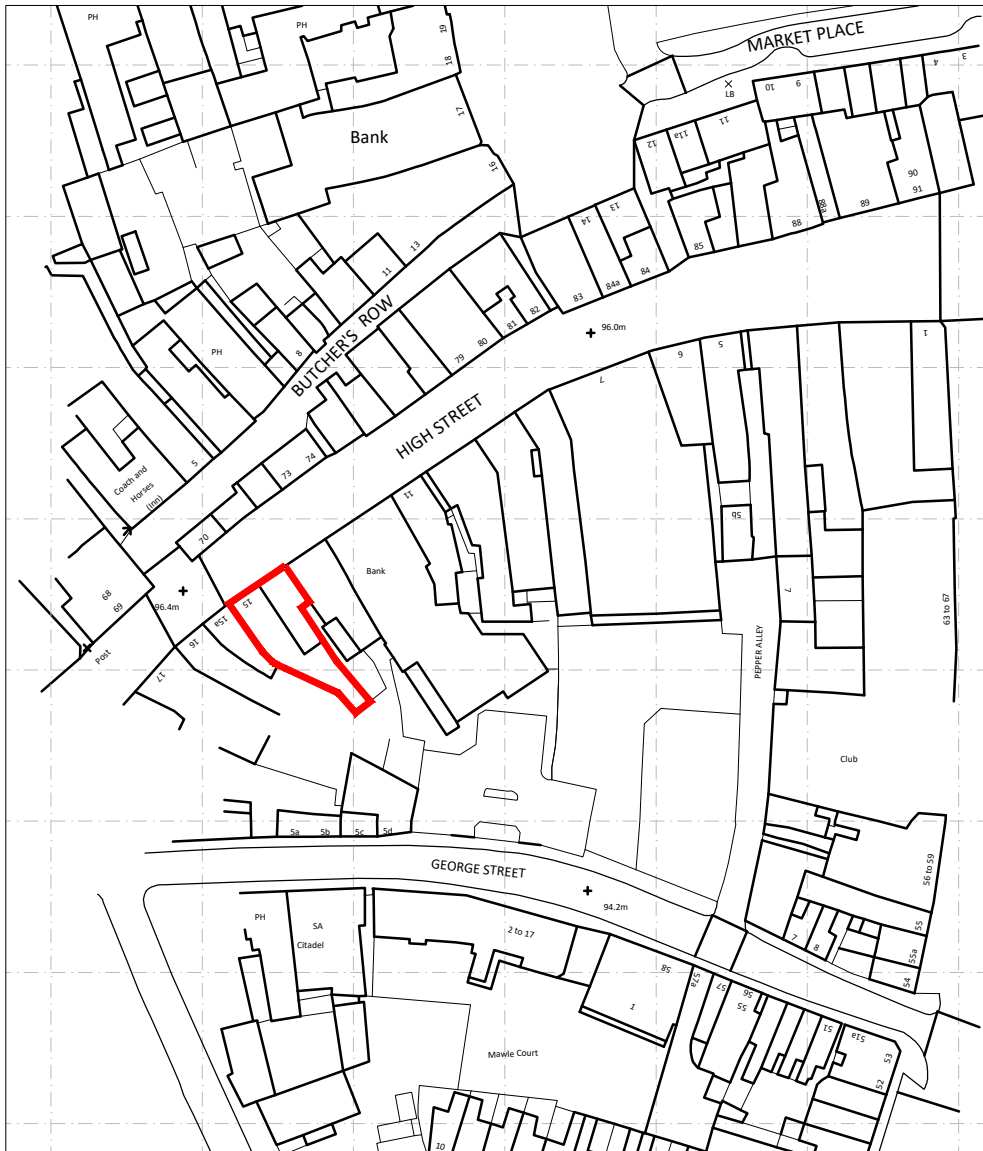 PH
PH
19
18
MARKET PLACE
3
4
9
10
LB
17
Bank
11
11a
12
16
90
91
89
88a
88
85
13
14
84
84a
83
82
81
80
79
13
11
96.0m
BUTCHER'S ROW
8
PH
1
5
6
7
HIGH STREET
74
73
5
Coach and
Horses
(Inn)
11
5b
70
Bank
68
69
96.4m
15
15a
16
17
Post
7
63 to 67
PEPPER ALLEY
Club
5a
5b
5c
5d
GEORGE STREET
94.2m
56 to 59
55
55a
54
7
8
PH
SA
Citadel
2 to 17
58
57a
57
56
55
1
51
51a
53
52
Mawle Court
10